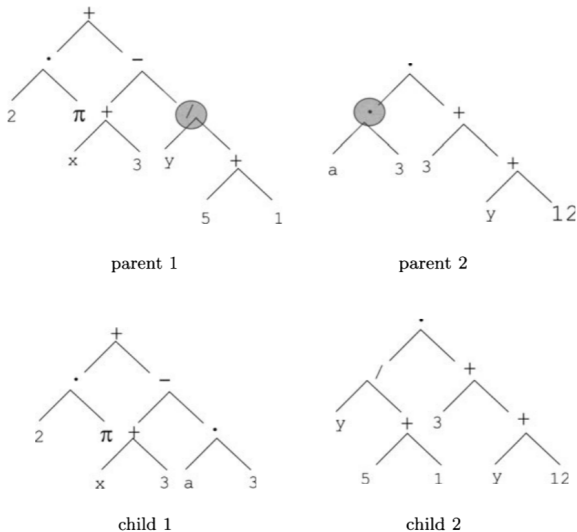 +
· − ·
2 π + / · +
x 3 y + a 3 3 +
5 1 y 12
parent 1 parent 2
+ ·
· − / +
2 π + · y + 3 +
x 3 a 3 5 1 y 12
child 1 child 2